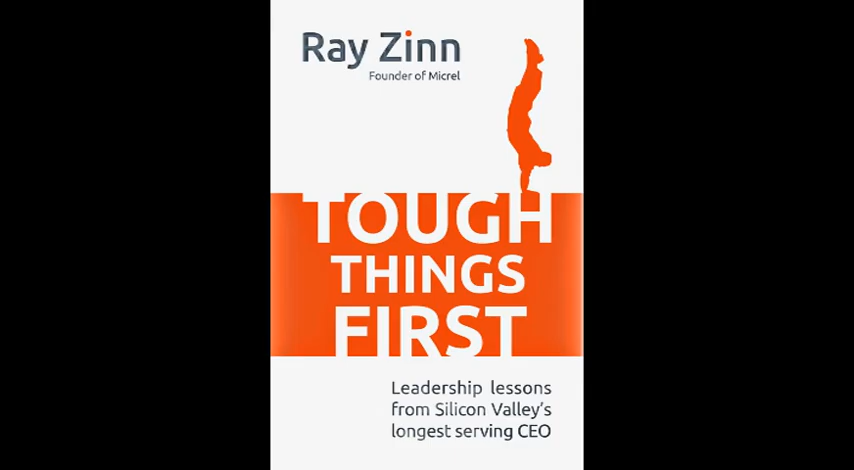 Ray Zinn
Founder of Micrel
TOUGH
THINGS
FIRST
Leadership lessons
from Silicon Valley's
longest serving CEO